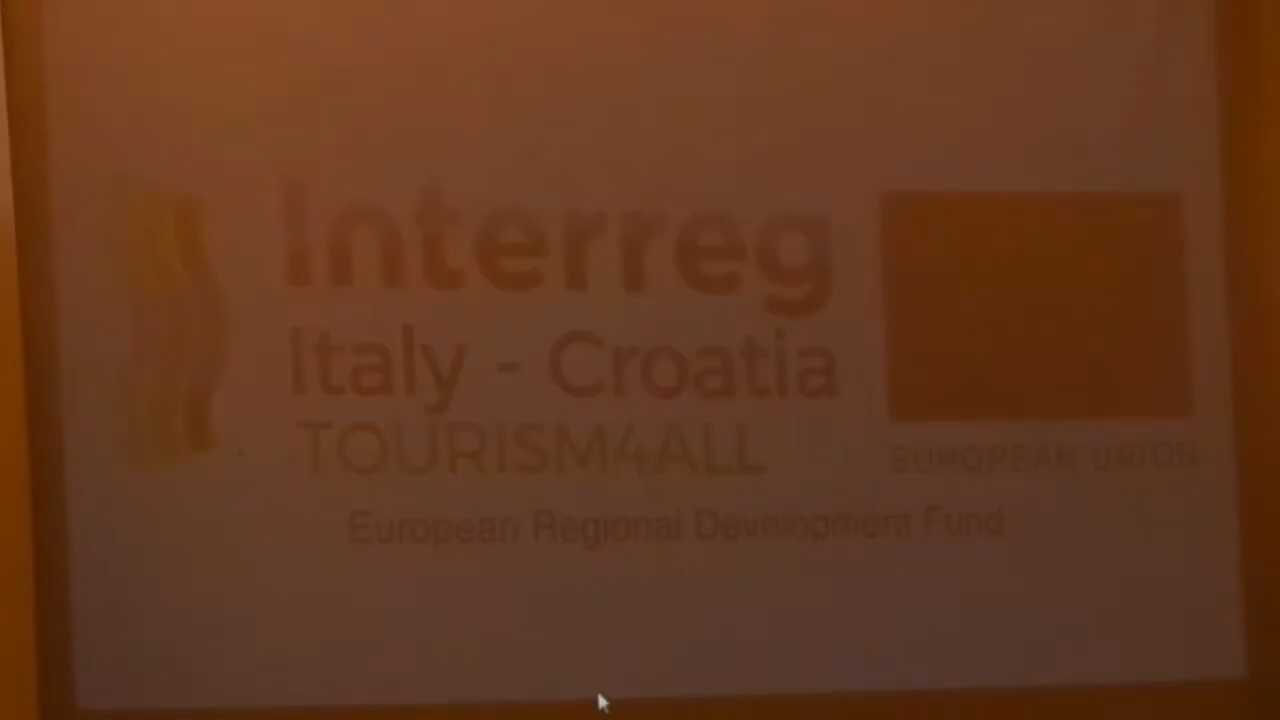 Interreg
Italy - Croatia
TOURISM4ALL
EUROPEAN UNION
European Regional Development Fund